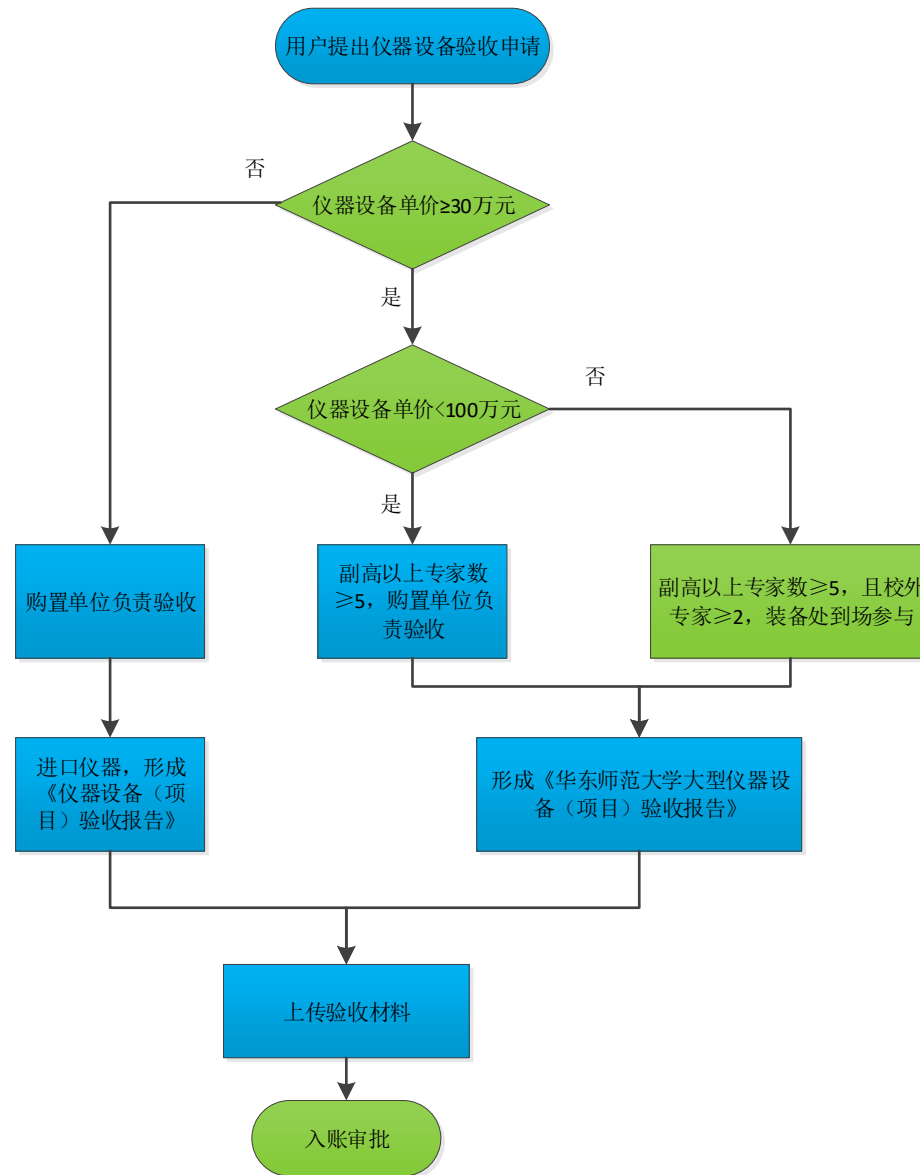 用户提出仪器设备验收申请
否
仪器设备单价≥30万元
是
仪器设备单价<100万元
否
是
购置单位负责验收
副高以上专家数
≥5，购置单位负
责验收
副高以上专家数≥5，且校外
专家≥2，装备处到场参与
进口仪器，形成
《仪器设备（项
目）验收报告》
形成《华东师范大学大型仪器设
备（项目）验收报告》
上传验收材料
入账审批